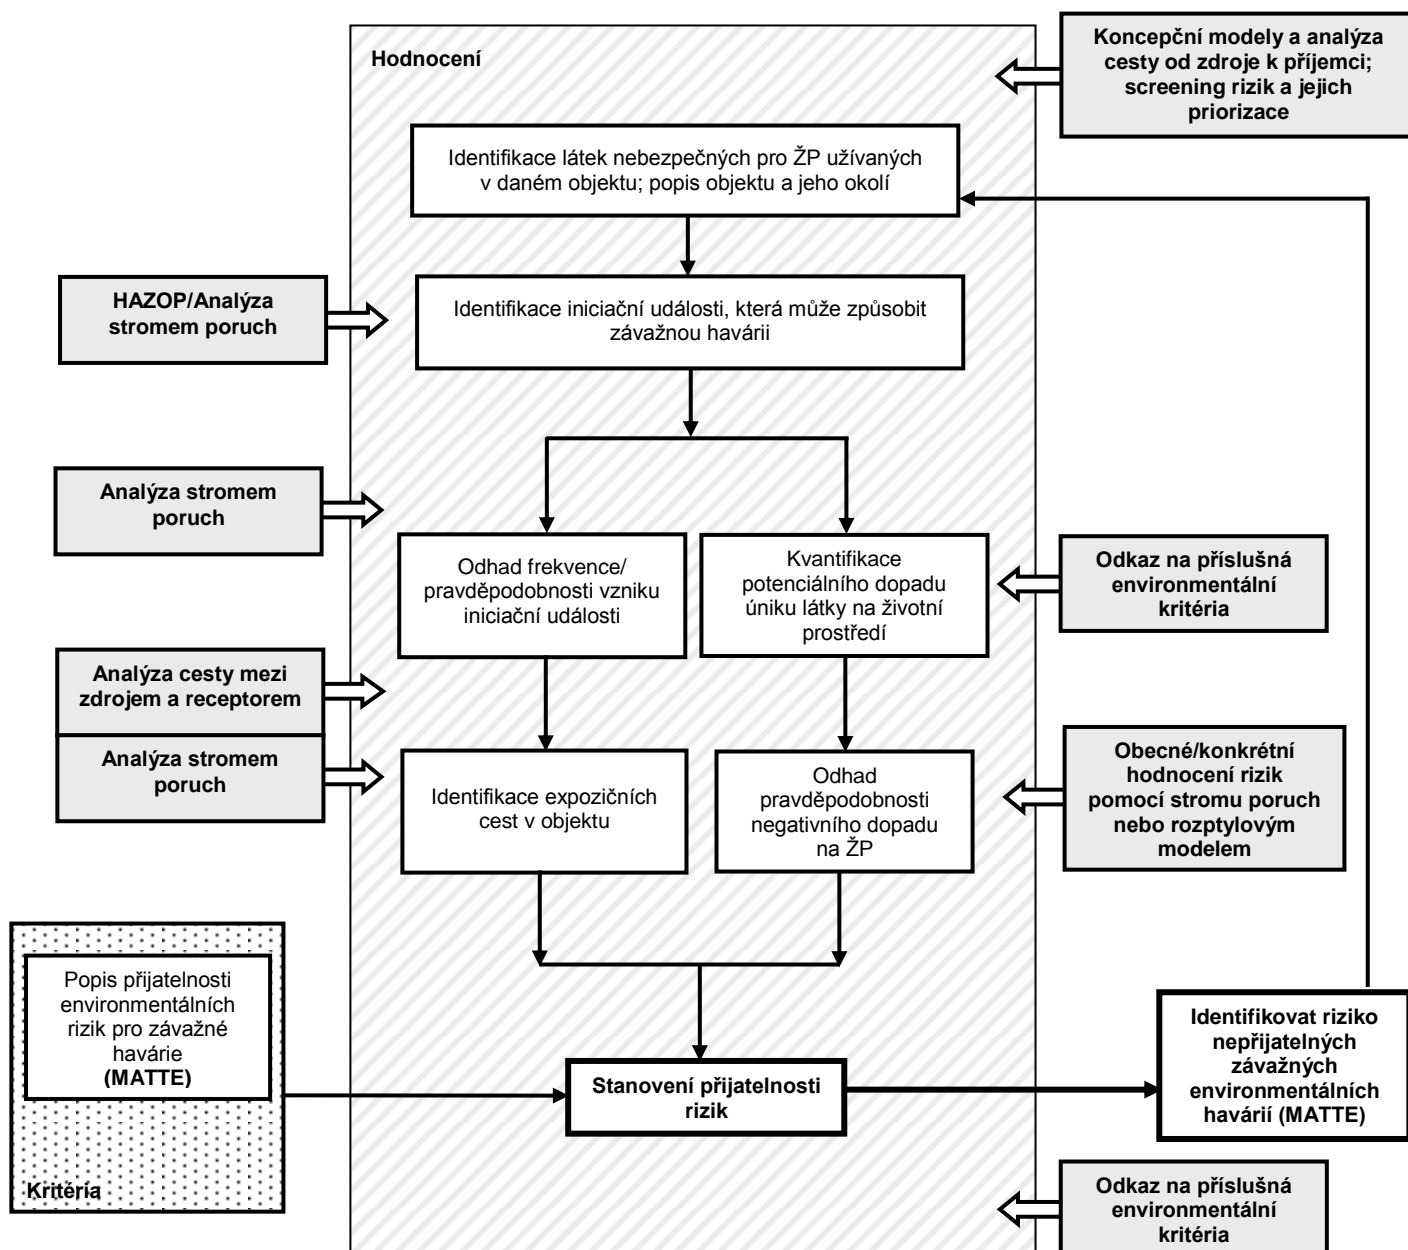 Hodnocení
Koncepční modely a analýza
cesty od zdroje k příjemci;
screening rizik a jejich
priorizace
Identifikace látek nebezpečných pro ŽP užívaných
v daném objektu; popis objektu a jeho okolí
HAZOP/Analýza
stromem poruch
Identifikace iniciační události, která může způsobit
závažnou havárii
Analýza stromem
poruch
Odhad frekvence/
pravděpodobnosti vzniku
iniciační události
Kvantifikace
potenciálního dopadu
úniku látky na životní
prostředí
Odkaz na příslušná
environmentální
kritéria
Analýza cesty mezi
zdrojem a receptorem
Analýza stromem
poruch
Identifikace expozičních
cest v objektu
Odhad
pravděpodobnosti
negativního dopadu
na ŽP
Obecné/konkrétní
hodnocení rizik
pomocí stromu poruch
nebo rozptylovým
modelem
Popis přijatelnosti
environmentálních
rizik pro závažné
havárie
(MATTE)
Kritéria
Stanovení přijatelnosti
rizik
Identifikovat riziko
nepřijatelných
závažných
environmentálních
havárií (MATTE)
Odkaz na příslušná
environmentální
kritéria